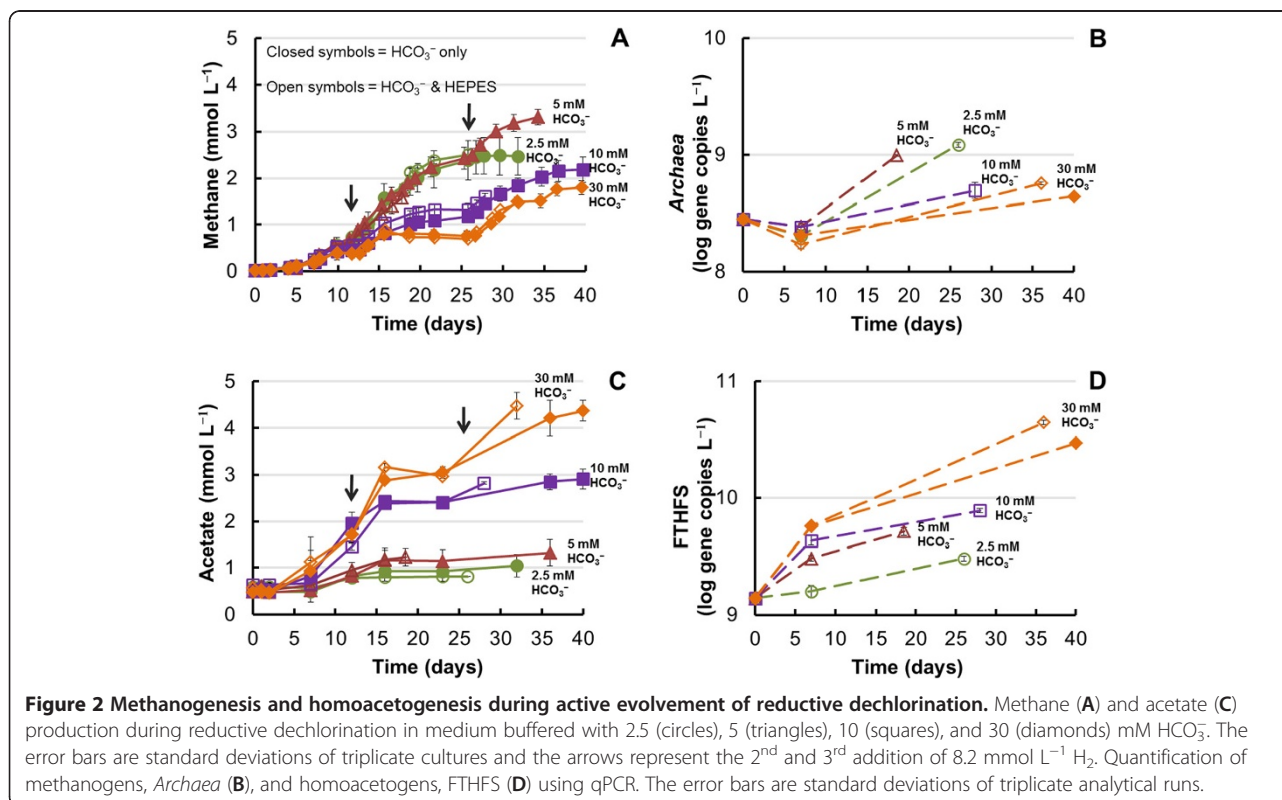 A
Closed symbols = HCO₃⁻ only
Open symbols = HCO₃⁻ & HEPES
Methane (mmol L⁻¹)
5
4
3
2
1
0
5 mM
HCO₃⁻
2.5 mM
HCO₃⁻
10 mM
HCO₃⁻
30 mM
HCO₃⁻
0 5 10 15 20 25 30 35 40
Time (days)
B
Archaea
(log gene copies L⁻¹)
10
9
8
5 mM
HCO₃⁻
2.5 mM
HCO₃⁻
10 mM
HCO₃⁻
30 mM
HCO₃⁻
0 10 20 30 40
Time (days)
C
Acetate (mmol L⁻¹)
5
4
3
2
1
0
30 mM
HCO₃⁻
10 mM
HCO₃⁻
5 mM
HCO₃⁻
2.5 mM
HCO₃⁻
0 5 10 15 20 25 30 35 40
Time (days)
D
FTHFS
(log gene copies L⁻¹)
11
10
9
30 mM
HCO₃⁻
10 mM
HCO₃⁻
5 mM
HCO₃⁻
2.5 mM
HCO₃⁻
0 10 20 30 40
Time (days)
Figure 2 Methanogenesis and homoacetogenesis during active evolvement of reductive dechlorination. Methane (A) and acetate (C)
production during reductive dechlorination in medium buffered with 2.5 (circles), 5 (triangles), 10 (squares), and 30 (diamonds) mM HCO₃⁻. The
error bars are standard deviations of triplicate cultures and the arrows represent the 2nd and 3rd addition of 8.2 mmol L⁻¹ H₂. Quantification of
methanogens, Archaea (B), and homoacetogens, FTHFS (D) using qPCR. The error bars are standard deviations of triplicate analytical runs.